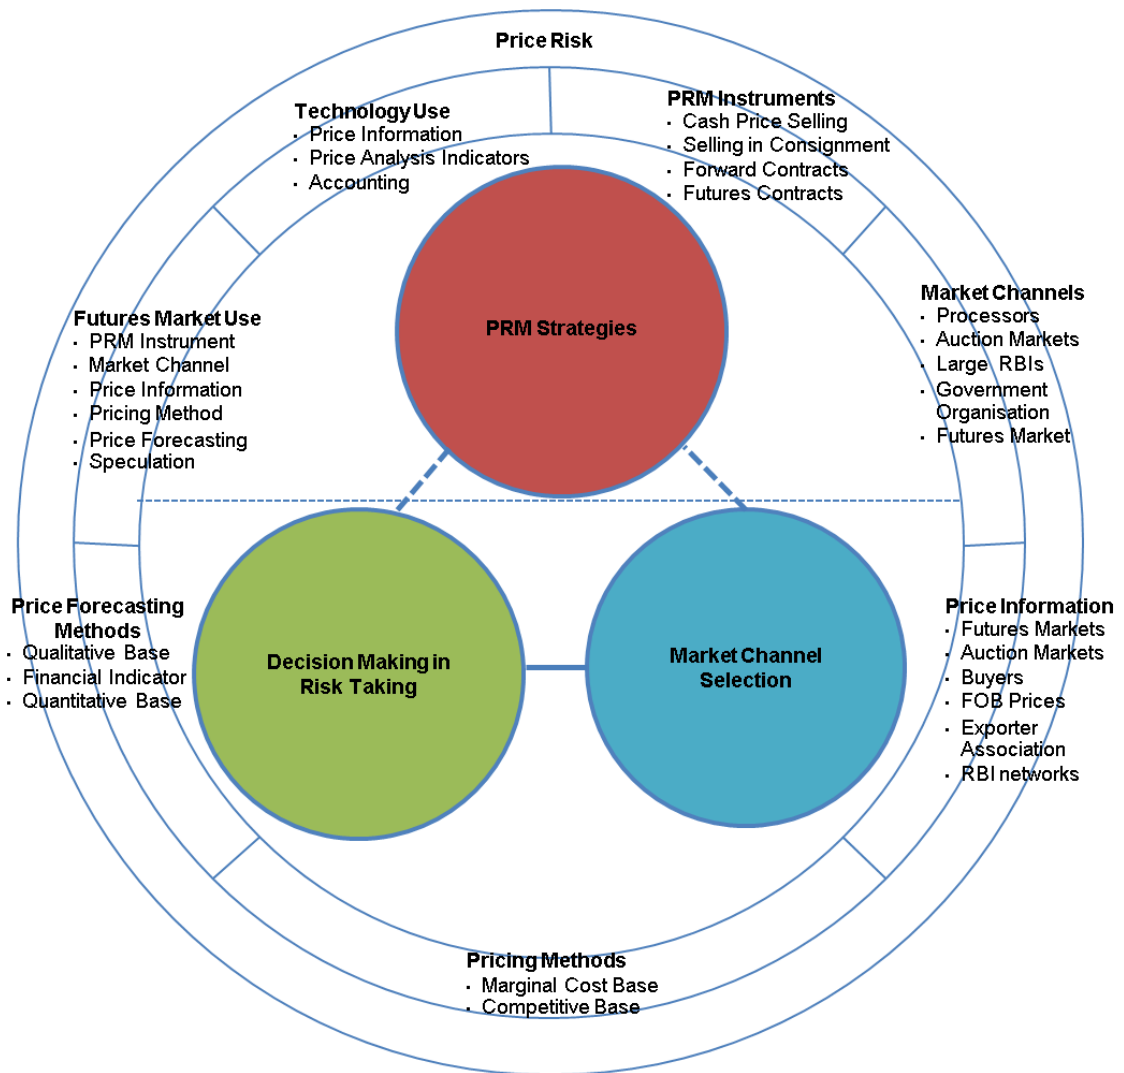 Price Risk
Technology Use
▪ Price Information
▪ Price Analysis Indicators
▪ Accounting
PRM Instruments
▪ Cash Price Selling
▪ Selling in Consignment
▪ Forward Contracts
▪ Futures Contracts
Futures Market Use
▪ PRM Instrument
▪ Market Channel
▪ Price Information
▪ Pricing Method
▪ Price Forecasting
▪ Speculation
PRM Strategies
Market Channels
▪ Processors
▪ Auction Markets
▪ Large RBIs
▪ Government
Organisation
▪ Futures Market
Price Forecasting
Methods
▪ Qualitative Base
▪ Financial Indicator
▪ Quantitative Base
Decision Making in
Risk Taking
Market Channel
Selection
Price Information
▪ Futures Markets
▪ Auction Markets
▪ Buyers
▪ FOB Prices
▪ Exporter
Association
▪ RBI networks
Pricing Methods
▪ Marginal Cost Base
▪ Competitive Base